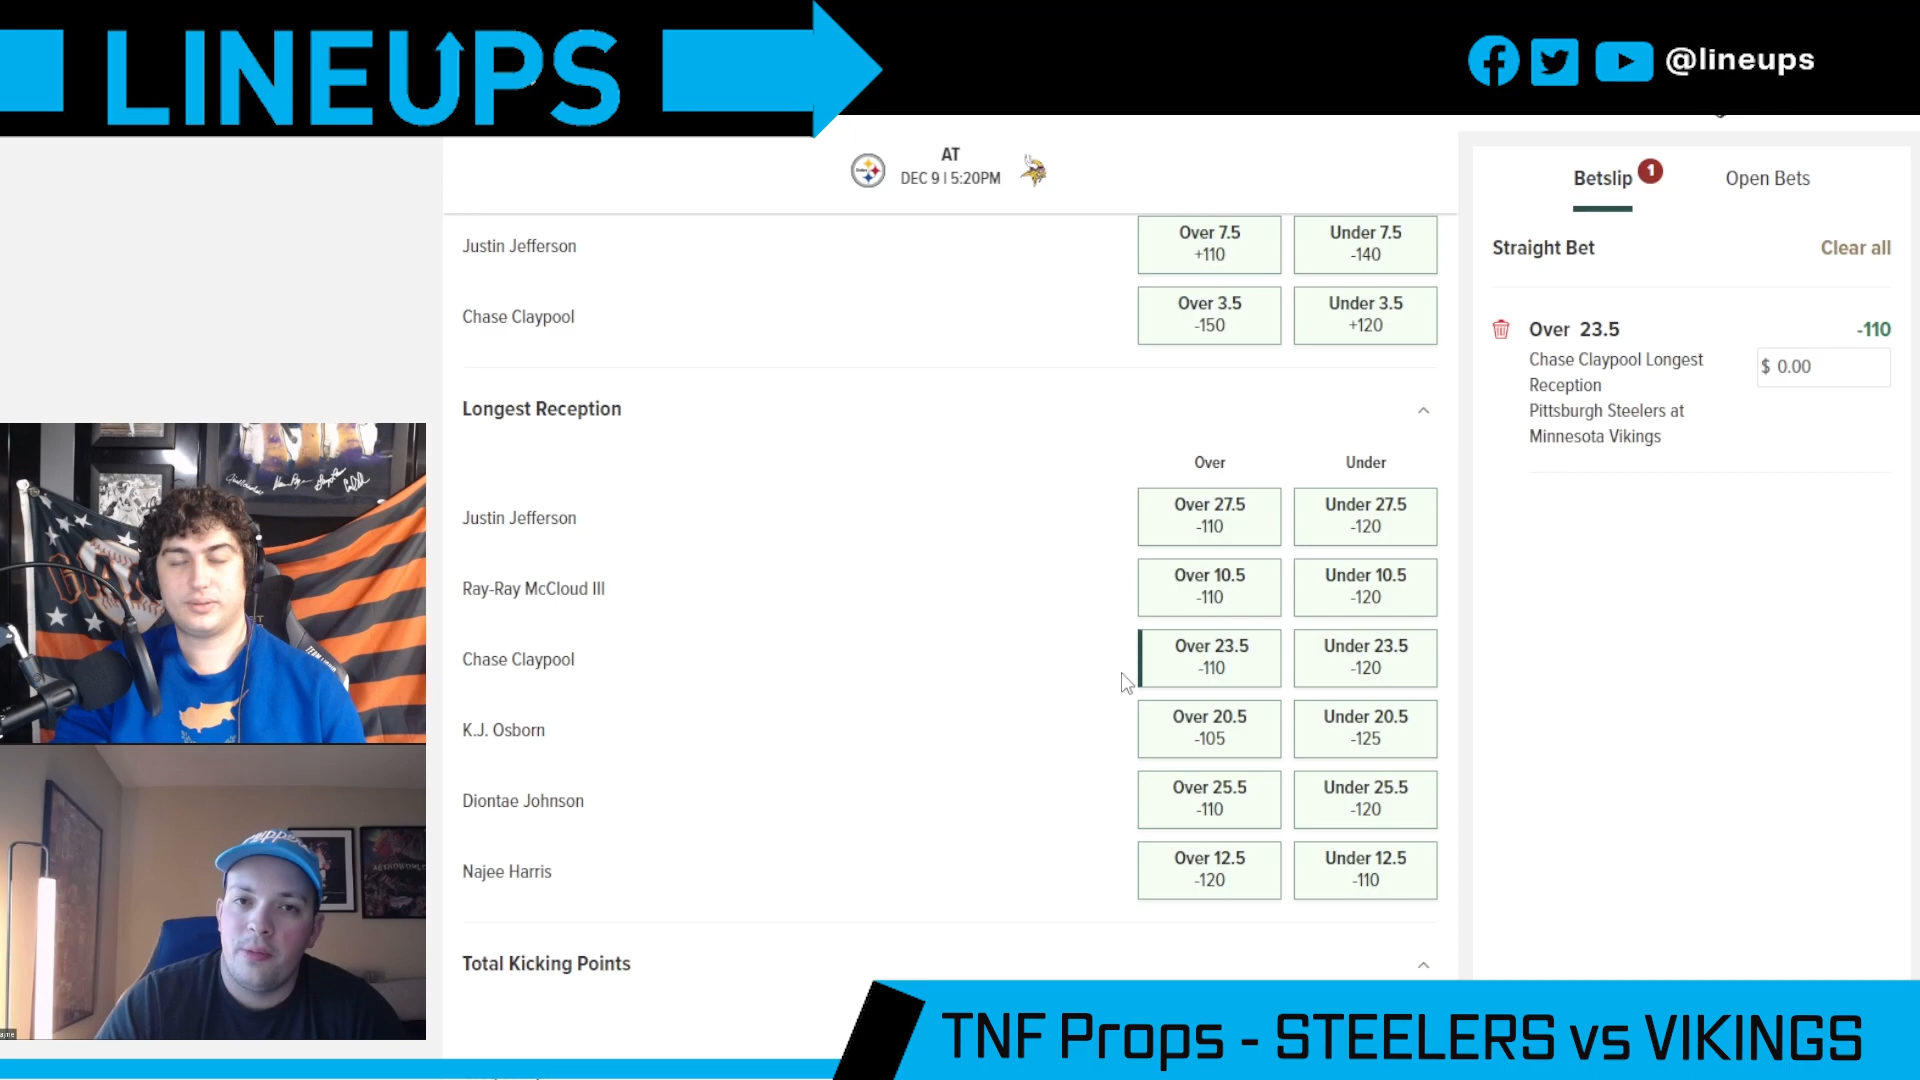 LINEUPS
@lineups
AT
DEC 9 | 5:20PM
Betslip 1
Open Bets
Straight Bet
Clear all
Over 23.5
-110
Chase Claypool Longest
Reception
$ 0.00
Pittsburgh Steelers at
Minnesota Vikings
Justin Jefferson
Over 7.5
+110
Under 7.5
-140
Chase Claypool
Over 3.5
-150
Under 3.5
+120
Longest Reception
Over
Under
Justin Jefferson
Over 27.5
-110
Under 27.5
-120
Ray-Ray McCloud III
Over 10.5
-110
Under 10.5
-120
Chase Claypool
Over 23.5
-110
Under 23.5
-120
K.J. Osborn
Over 20.5
-105
Under 20.5
-125
Diontae Johnson
Over 25.5
-110
Under 25.5
-120
Najee Harris
Over 12.5
-120
Under 12.5
-110
Total Kicking Points
TNF Props - STEELERS vs VIKINGS